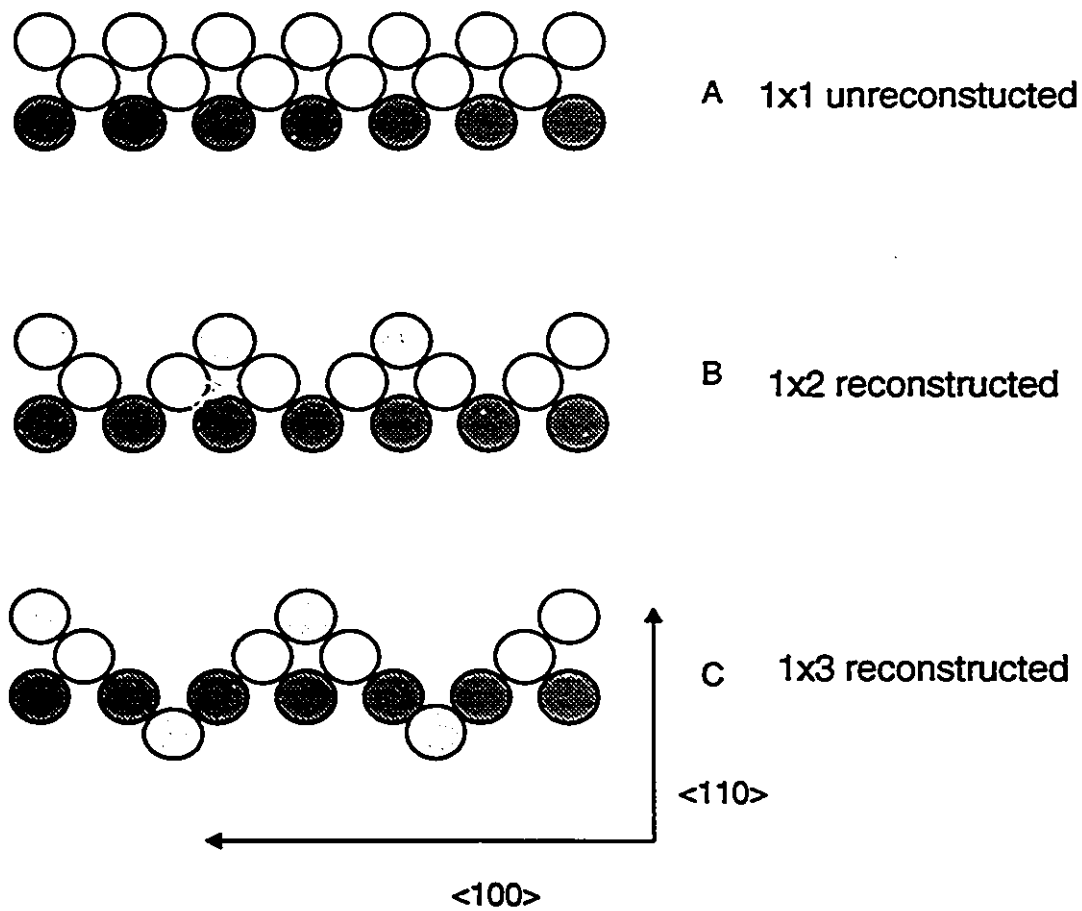 A 1x1 unreconstucted
B 1x2 reconstructed
C 1x3 reconstructed
<110>
<100>